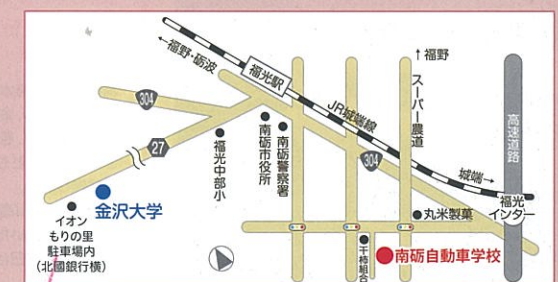 ←福野・砺波
福光駅
↑福野
スーパー農道
高速道路
304
JR城端線
27
福光中部小
南砺市役所
南砺警察署
304
城端→
福光
インター
金沢大学
イオン
もりの里
駐車場内
(北國銀行横)
丸米製菓
干柿組合
南砺自動車学校